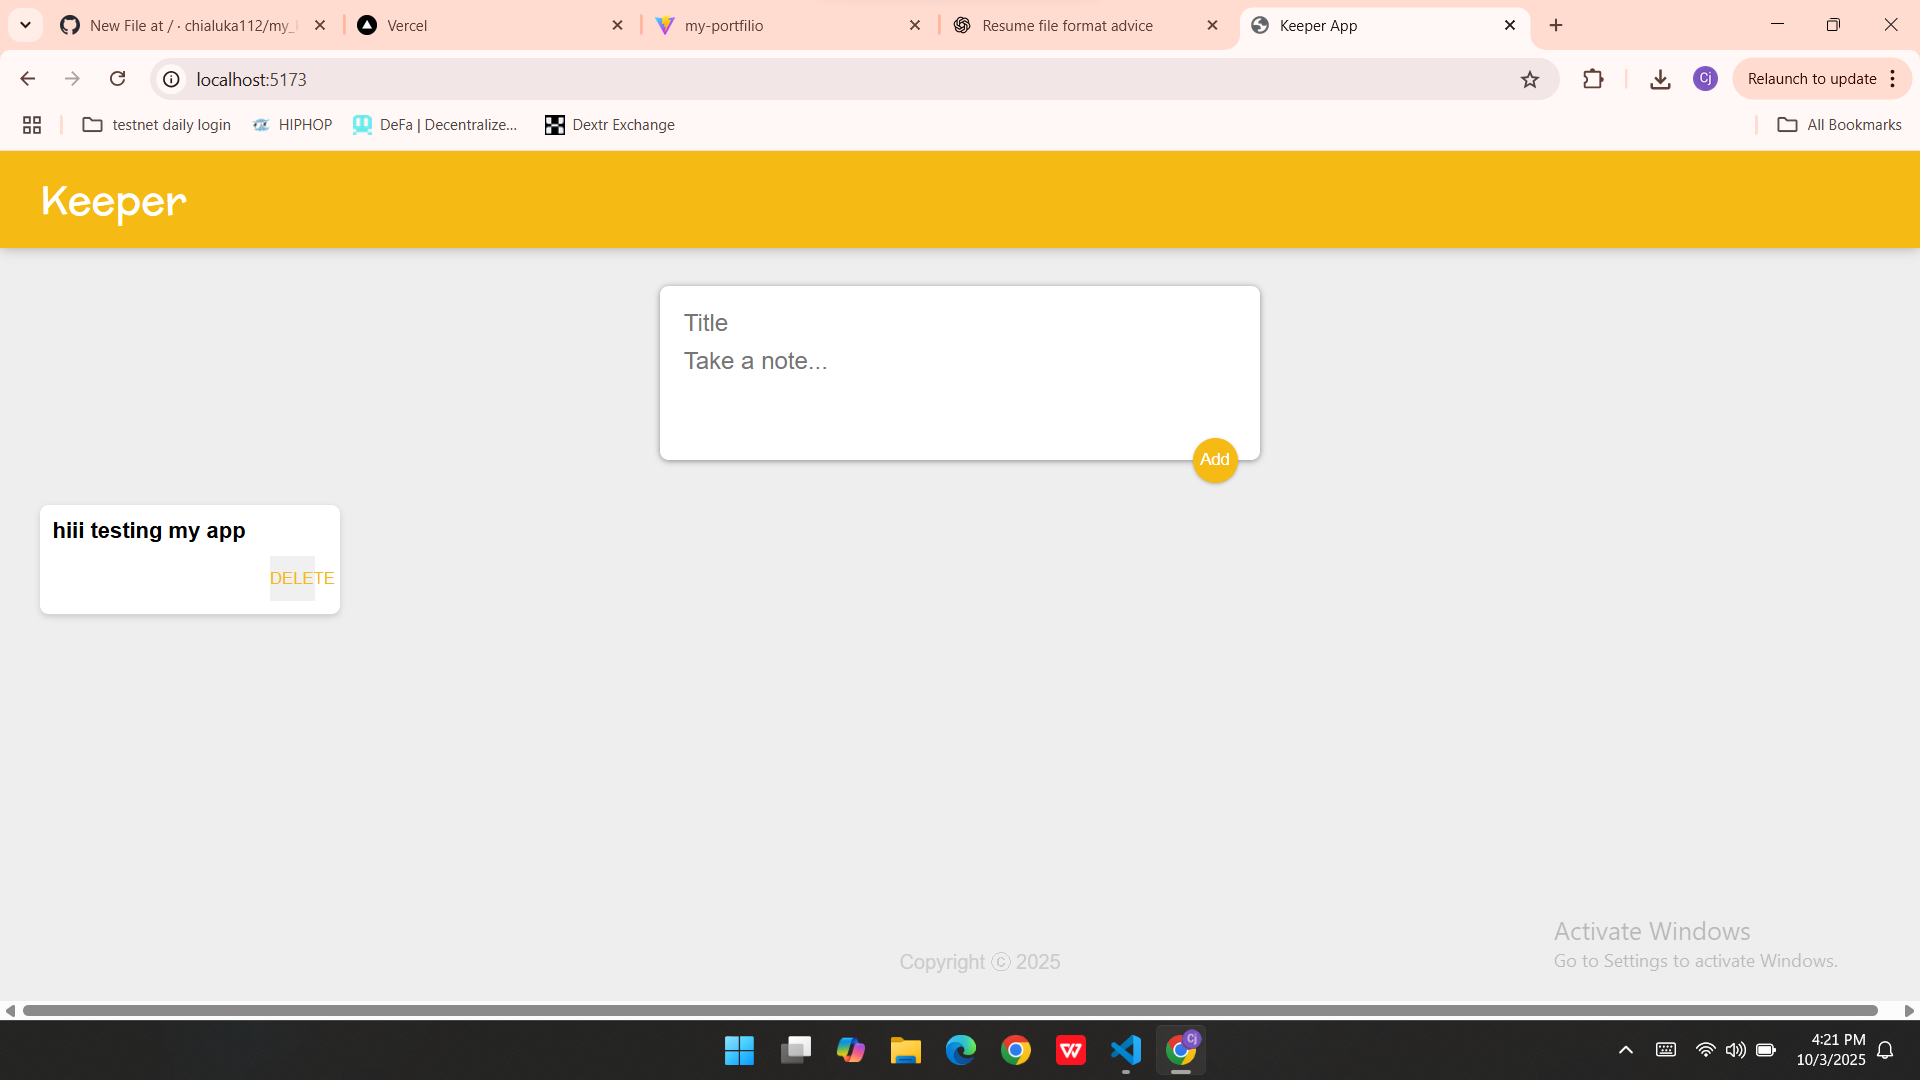 New File at / · chialuka112/my_
Vercel
my-portfilio
Resume file format advice
Keeper App
localhost:5173
Cj
Relaunch to update
testnet daily login
HIPHOP
DeFa | Decentralize...
Dextr Exchange
All Bookmarks
Keeper
Title
Take a note...
Add
hiii testing my app
DELETE
Activate Windows
Go to Settings to activate Windows.
Copyright ⓒ 2025
W
Cj
4:21 PM
10/3/2025